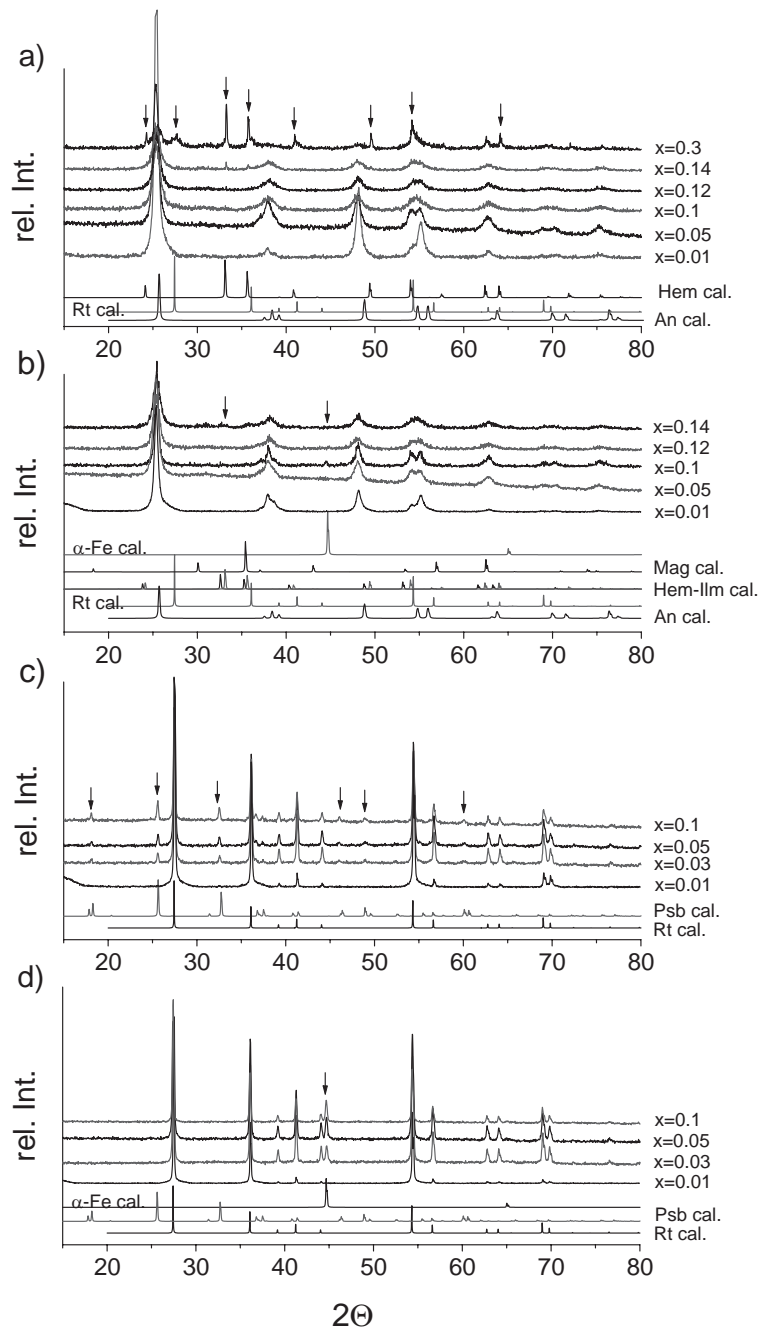 a)
rel. Int.
x=0.3
x=0.14
x=0.12
x=0.1
x=0.05
x=0.01
Hem cal.
Rt cal.
An cal.
20 30 40 50 60 70 80
b)
rel. Int.
x=0.14
x=0.12
x=0.1
x=0.05
x=0.01
α-Fe cal.
Mag cal.
Hem-Ilm cal.
Rt cal.
An cal.
20 30 40 50 60 70 80
c)
rel. Int.
x=0.1
x=0.05
x=0.03
x=0.01
Psb cal.
Rt cal.
20 30 40 50 60 70 80
d)
rel. Int.
x=0.1
x=0.05
x=0.03
x=0.01
α-Fe cal.
Psb cal.
Rt cal.
20 30 40 50 60 70 80
2Θ